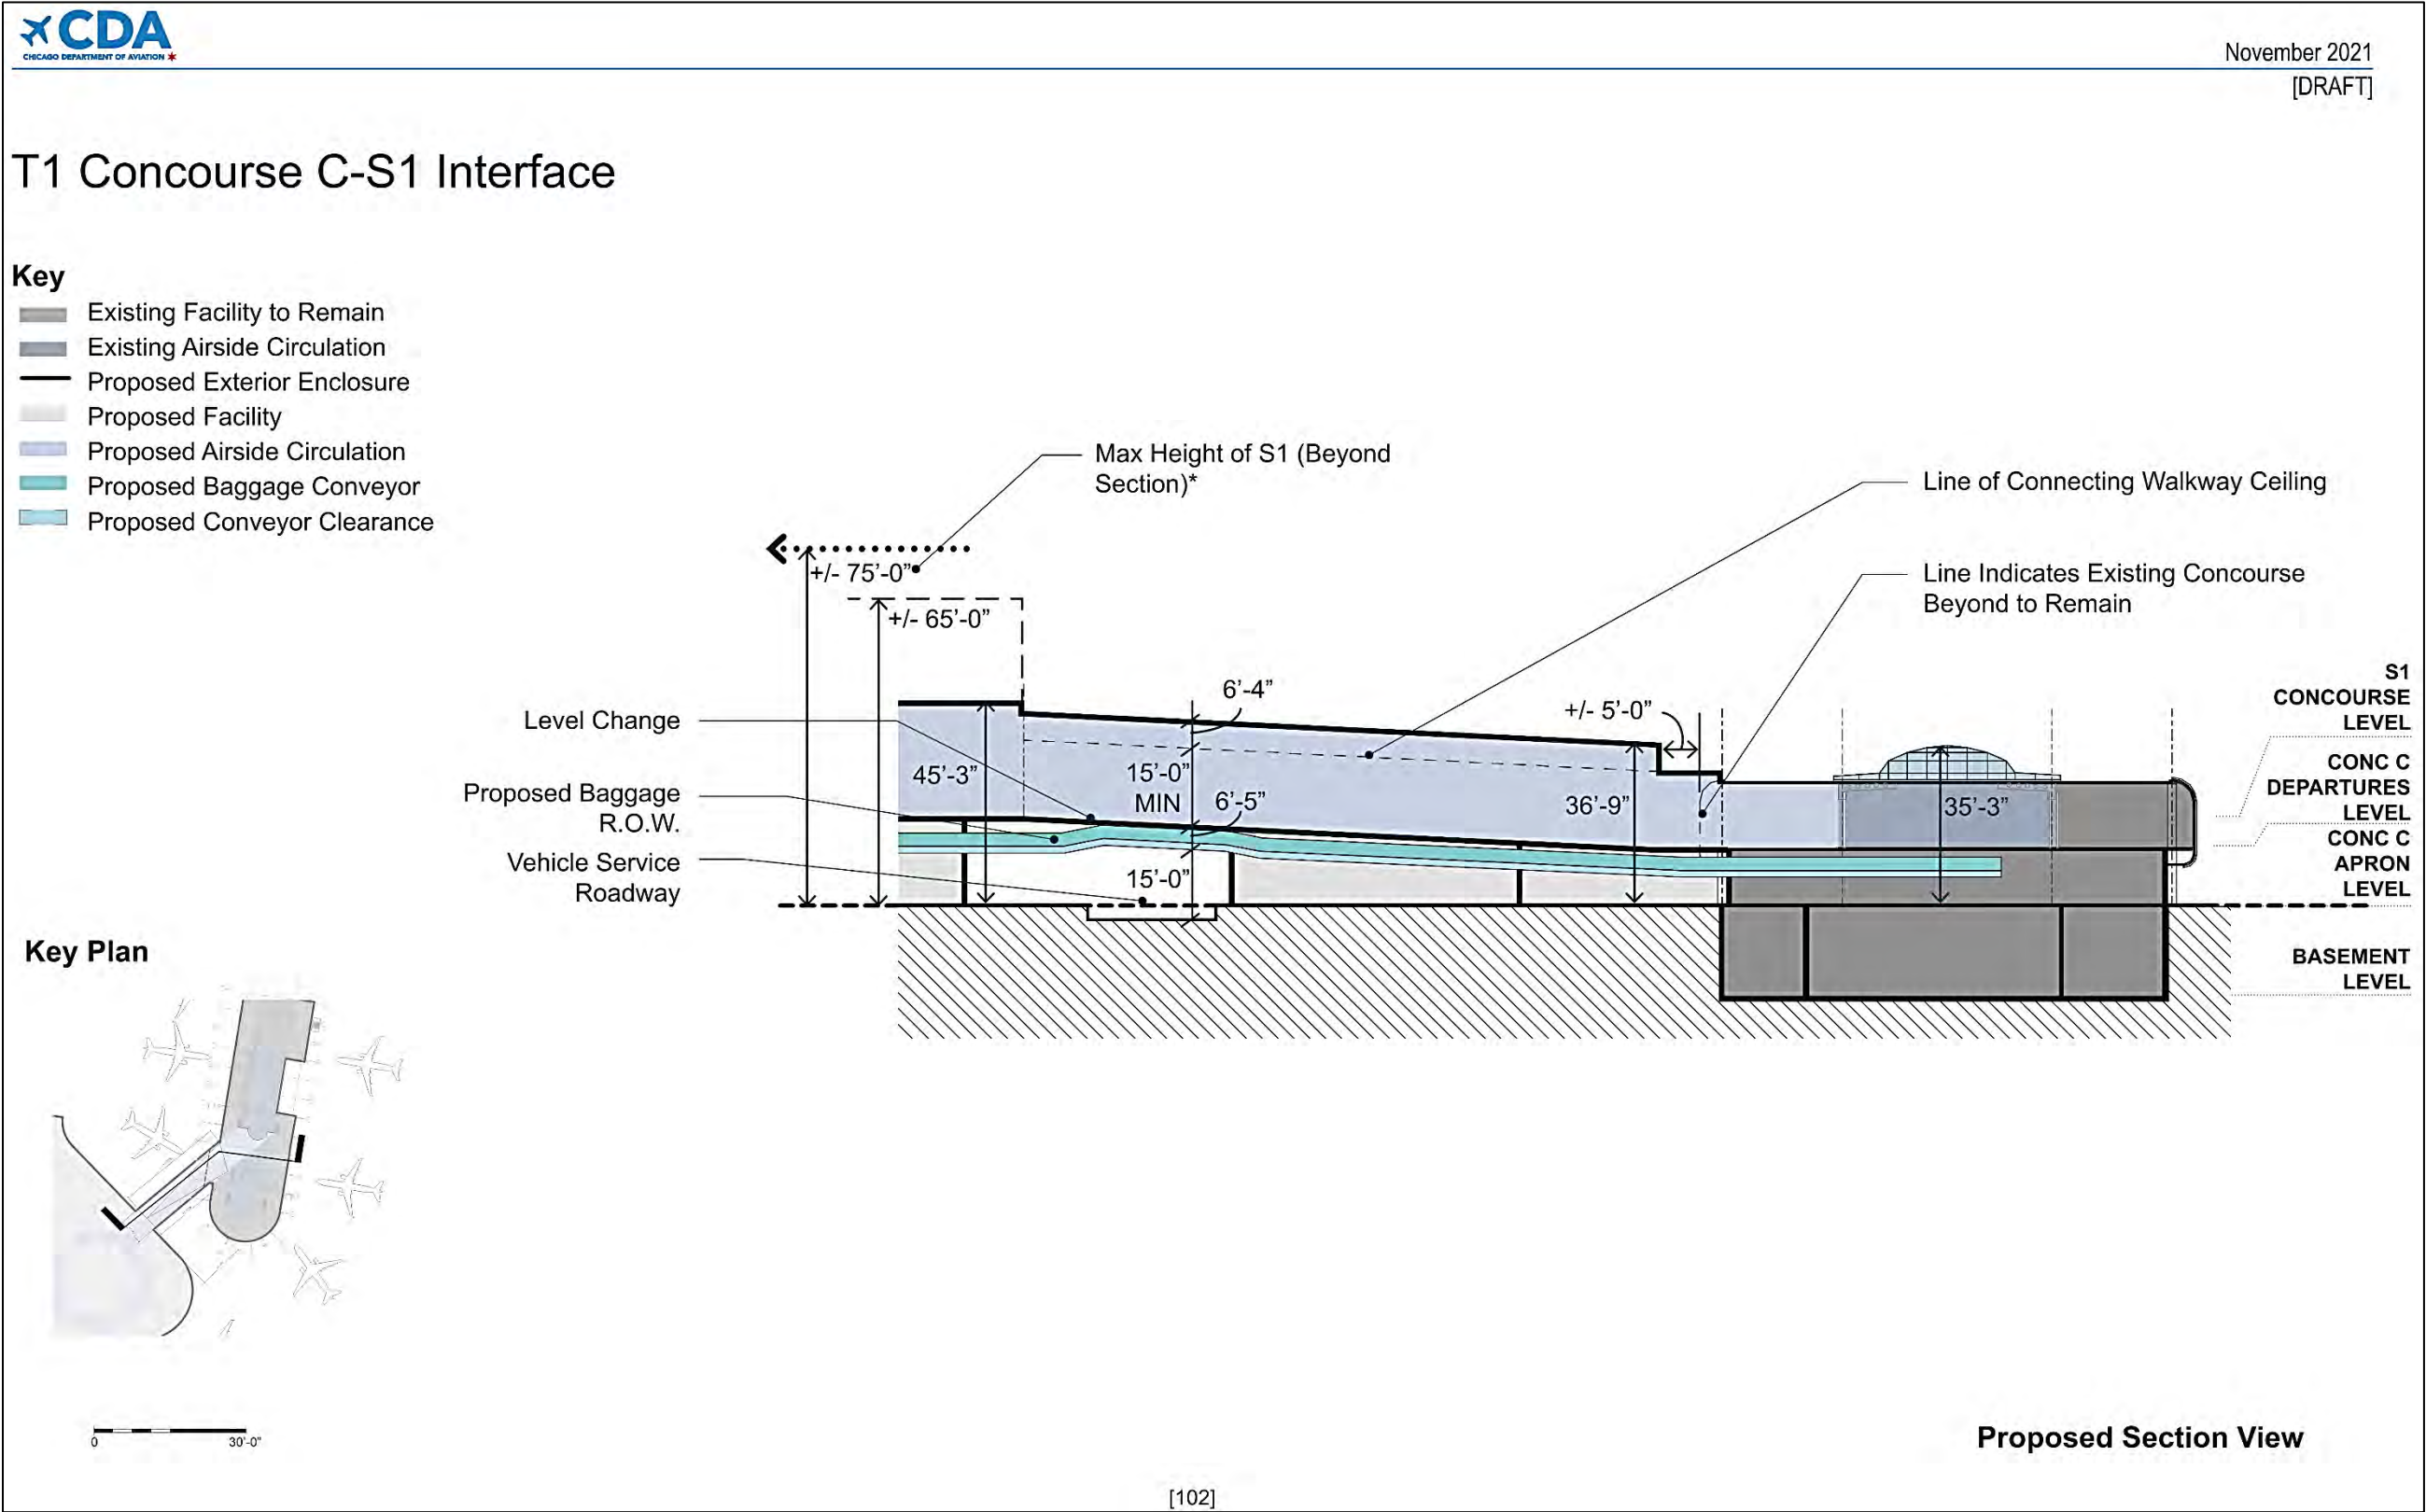 CDA
CHICAGO DEPARTMENT OF AVIATION
November 2021
[DRAFT]
T1 Concourse C-S1 Interface
Key
Existing Facility to Remain
Existing Airside Circulation
Proposed Exterior Enclosure
Proposed Facility
Proposed Airside Circulation
Proposed Baggage Conveyor
Proposed Conveyor Clearance
Max Height of S1 (Beyond
Section)*
Line of Connecting Walkway Ceiling
Line Indicates Existing Concourse
Beyond to Remain
+/- 75’-0”
+/- 65’-0”
Level Change
Proposed Baggage
R.O.W.
Vehicle Service
Roadway
45’-3”
6’-4”
15’-0”
MIN
6’-5”
15’-0”
+/- 5’-0”
36’-9”
35’-3”
S1
CONCOURSE
LEVEL
CONC C
DEPARTURES
LEVEL
CONC C
APRON
LEVEL
BASEMENT
LEVEL
Key Plan
0
30’-0”
Proposed Section View
[102]